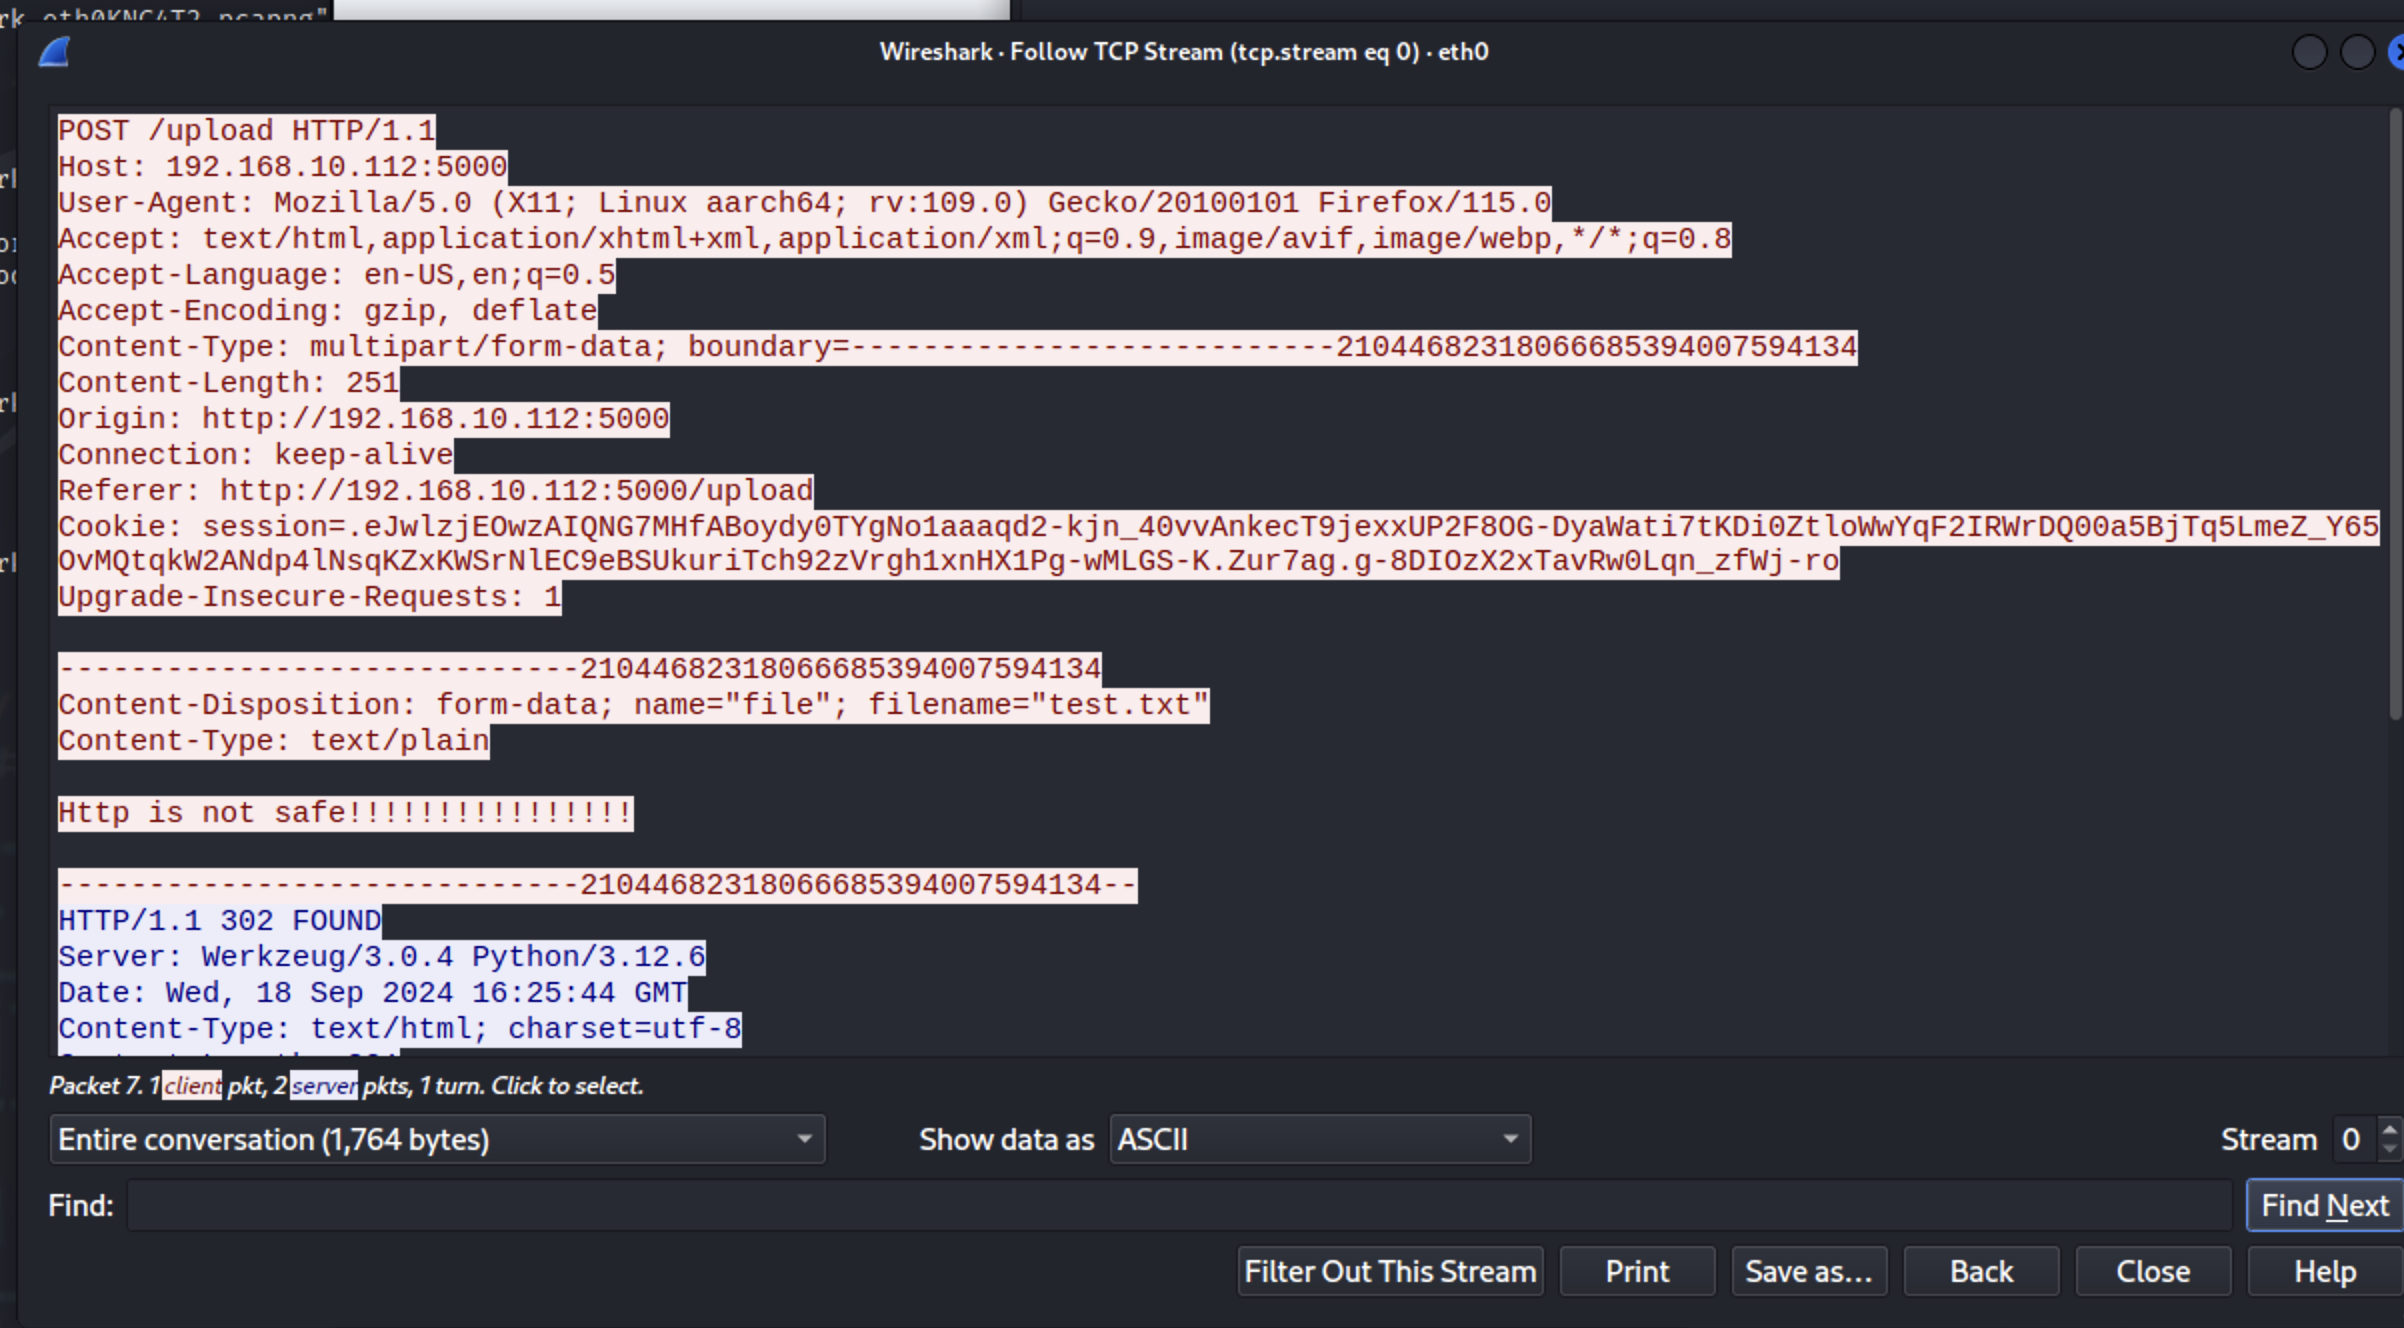 rk_eth0KNC4T2.pcapng"
Wireshark · Follow TCP Stream (tcp.stream eq 0) · eth0
POST /upload HTTP/1.1
Host: 192.168.10.112:5000
User-Agent: Mozilla/5.0 (X11; Linux aarch64; rv:109.0) Gecko/20100101 Firefox/115.0
Accept: text/html,application/xhtml+xml,application/xml;q=0.9,image/avif,image/webp,*/*;q=0.8
Accept-Language: en-US,en;q=0.5
Accept-Encoding: gzip, deflate
Content-Type: multipart/form-data; boundary=---------------------------21044682318066685394007594134
Content-Length: 251
Origin: http://192.168.10.112:5000
Connection: keep-alive
Referer: http://192.168.10.112:5000/upload
Cookie: session=.eJwlzjEOwzAIQNG7MHfABoydy0TYgNo1aaaqd2-kjn_40vvAnkecT9jexxUP2F8OG-DyaWati7tKDi0ZtloWwYqF2IRWrDQ00a5BjTq5LmeZ_Y65
OvMQtqkW2ANdp4lNsqKZxKWSrNlEC9eBSUkuriTch92zVrgh1xnHX1Pg-wMLGS-K.Zur7ag.g-8DIOzX2xTavRw0Lqn_zfWj-ro
Upgrade-Insecure-Requests: 1
-----------------------------21044682318066685394007594134
Content-Disposition: form-data; name="file"; filename="test.txt"
Content-Type: text/plain
Http is not safe!!!!!!!!!!!!!!!!
-----------------------------21044682318066685394007594134--
HTTP/1.1 302 FOUND
Server: Werkzeug/3.0.4 Python/3.12.6
Date: Wed, 18 Sep 2024 16:25:44 GMT
Content-Type: text/html; charset=utf-8
Packet 7. 1 client pkt, 2 server pkts, 1 turn. Click to select.
Entire conversation (1,764 bytes)
Show data as ASCII
Stream 0
Find:
Find Next
Filter Out This Stream
Print
Save as…
Back
Close
Help